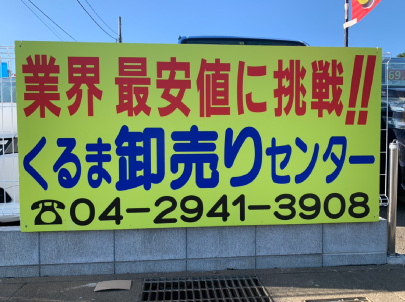 業界 最安値に 挑戦!!
くるま卸売りセンター
☎04-2941-3908